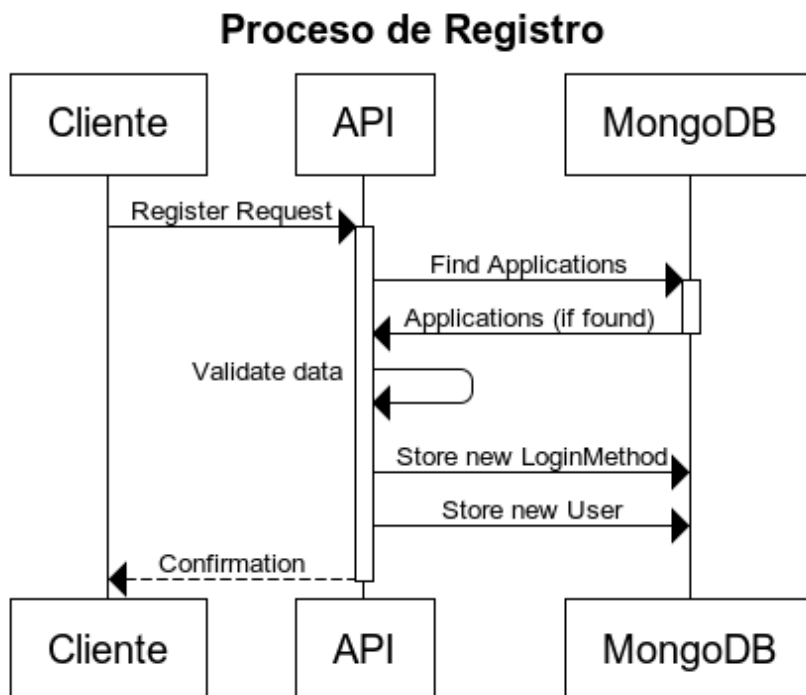 Proceso de Registro
Cliente
API
MongoDB
Register Request
Find Applications
Applications (if found)
Validate data
Store new LoginMethod
Store new User
Confirmation
Cliente
API
MongoDB